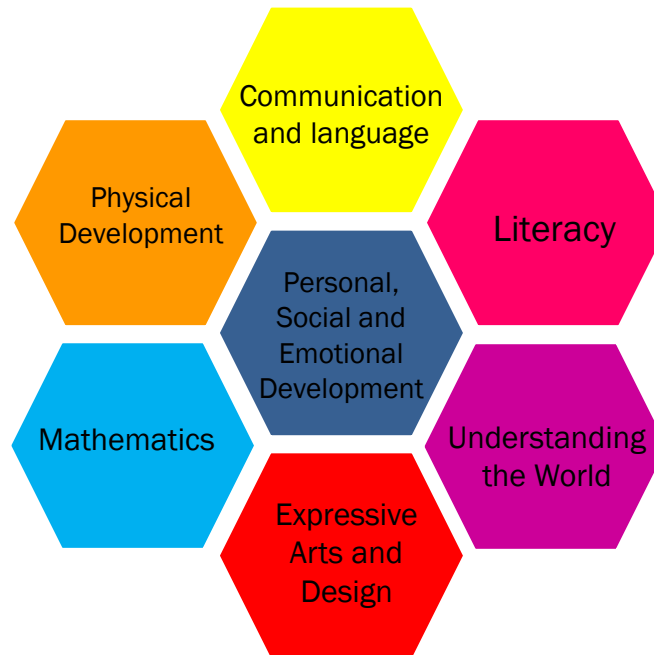 Communication
and language
Physical
Development
Literacy
Personal,
Social and
Emotional
Development
Mathematics
Understanding
the World
Expressive
Arts and
Design